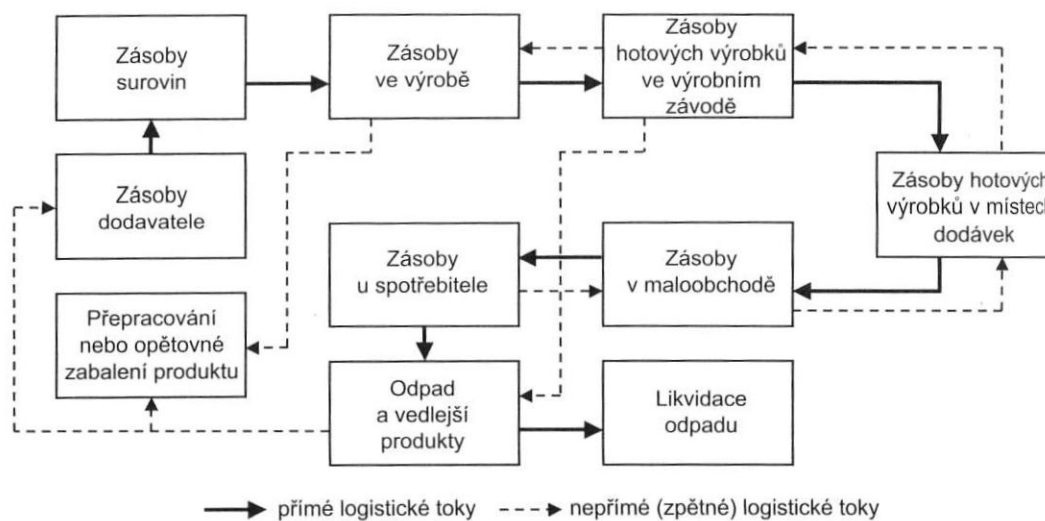 Zásoby
surovin
Zásoby
ve výrobě
Zásoby
hotových výrobků
ve výrobním
závodě
Zásoby
dodavatele
Zásoby hotových
výrobků v místech
dodávek
Zásoby
u spotřebitele
Zásoby
v maloobchodě
Přepracování
nebo opětovné
zabalení produktu
Odpad
a vedlejší
produkty
Likvidace
odpadu
přímé logistické toky
nepřímé (zpětné) logistické toky